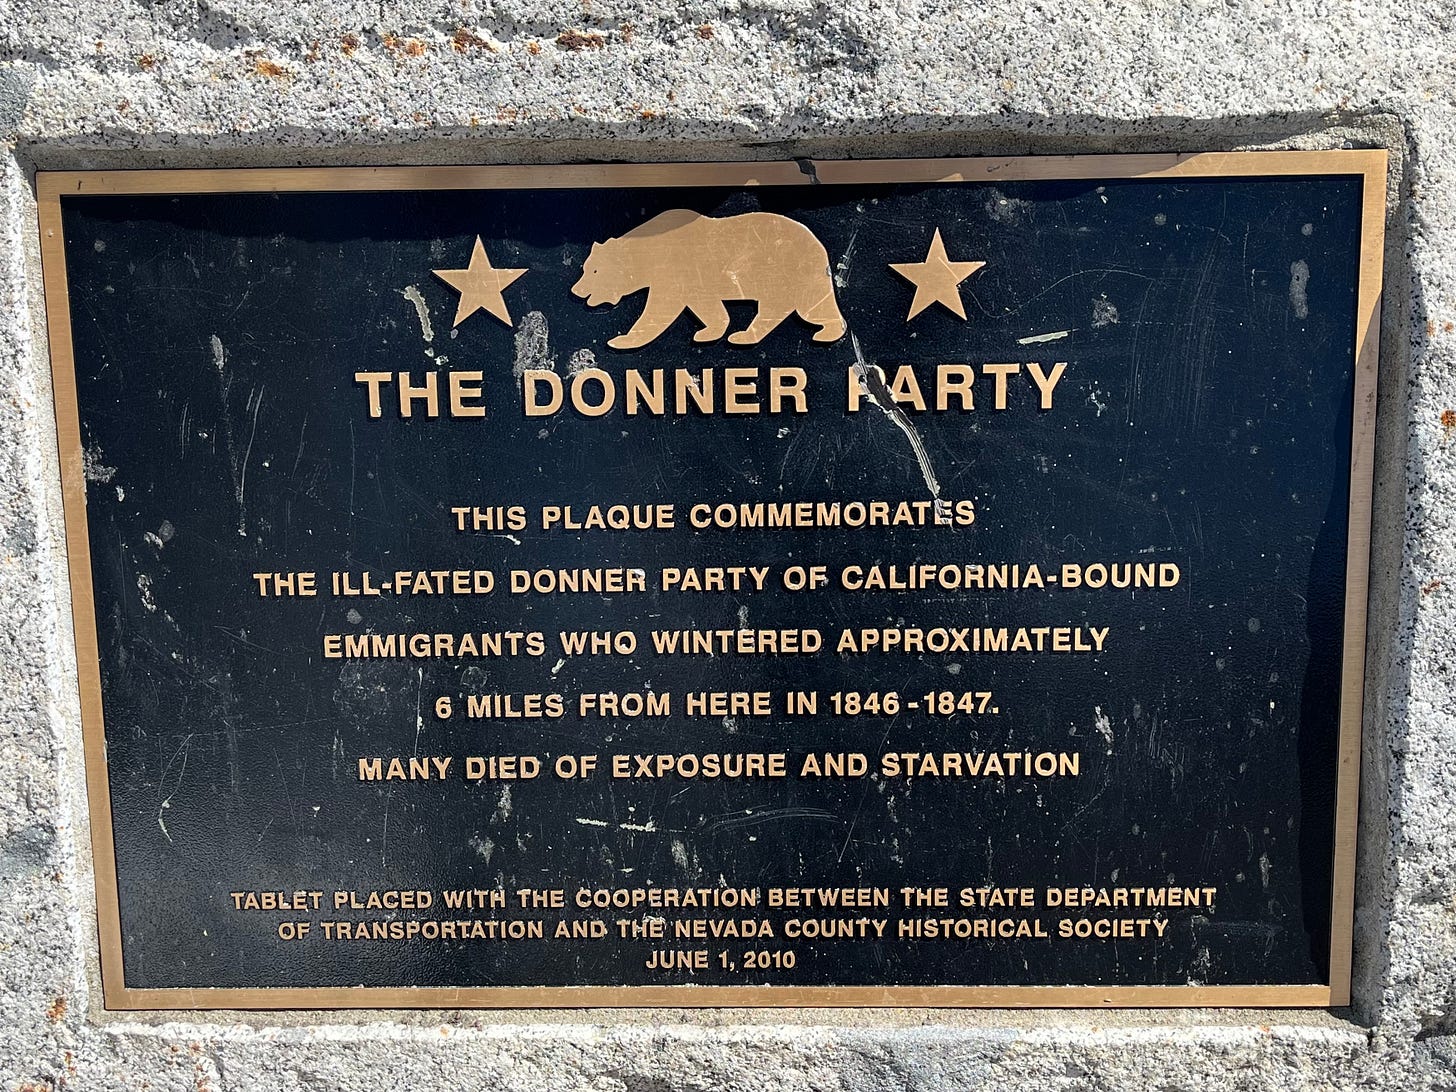 THE DONNER PARTY
THIS PLAQUE COMMEMORATES
THE ILL-FATED DONNER PARTY OF CALIFORNIA-BOUND
EMMIGRANTS WHO WINTERED APPROXIMATELY
6 MILES FROM HERE IN 1846-1847.
MANY DIED OF EXPOSURE AND STARVATION
TABLET PLACED WITH THE COOPERATION BETWEEN THE STATE DEPARTMENT
OF TRANSPORTATION AND THE NEVADA COUNTY HISTORICAL SOCIETY
JUNE 1, 2010